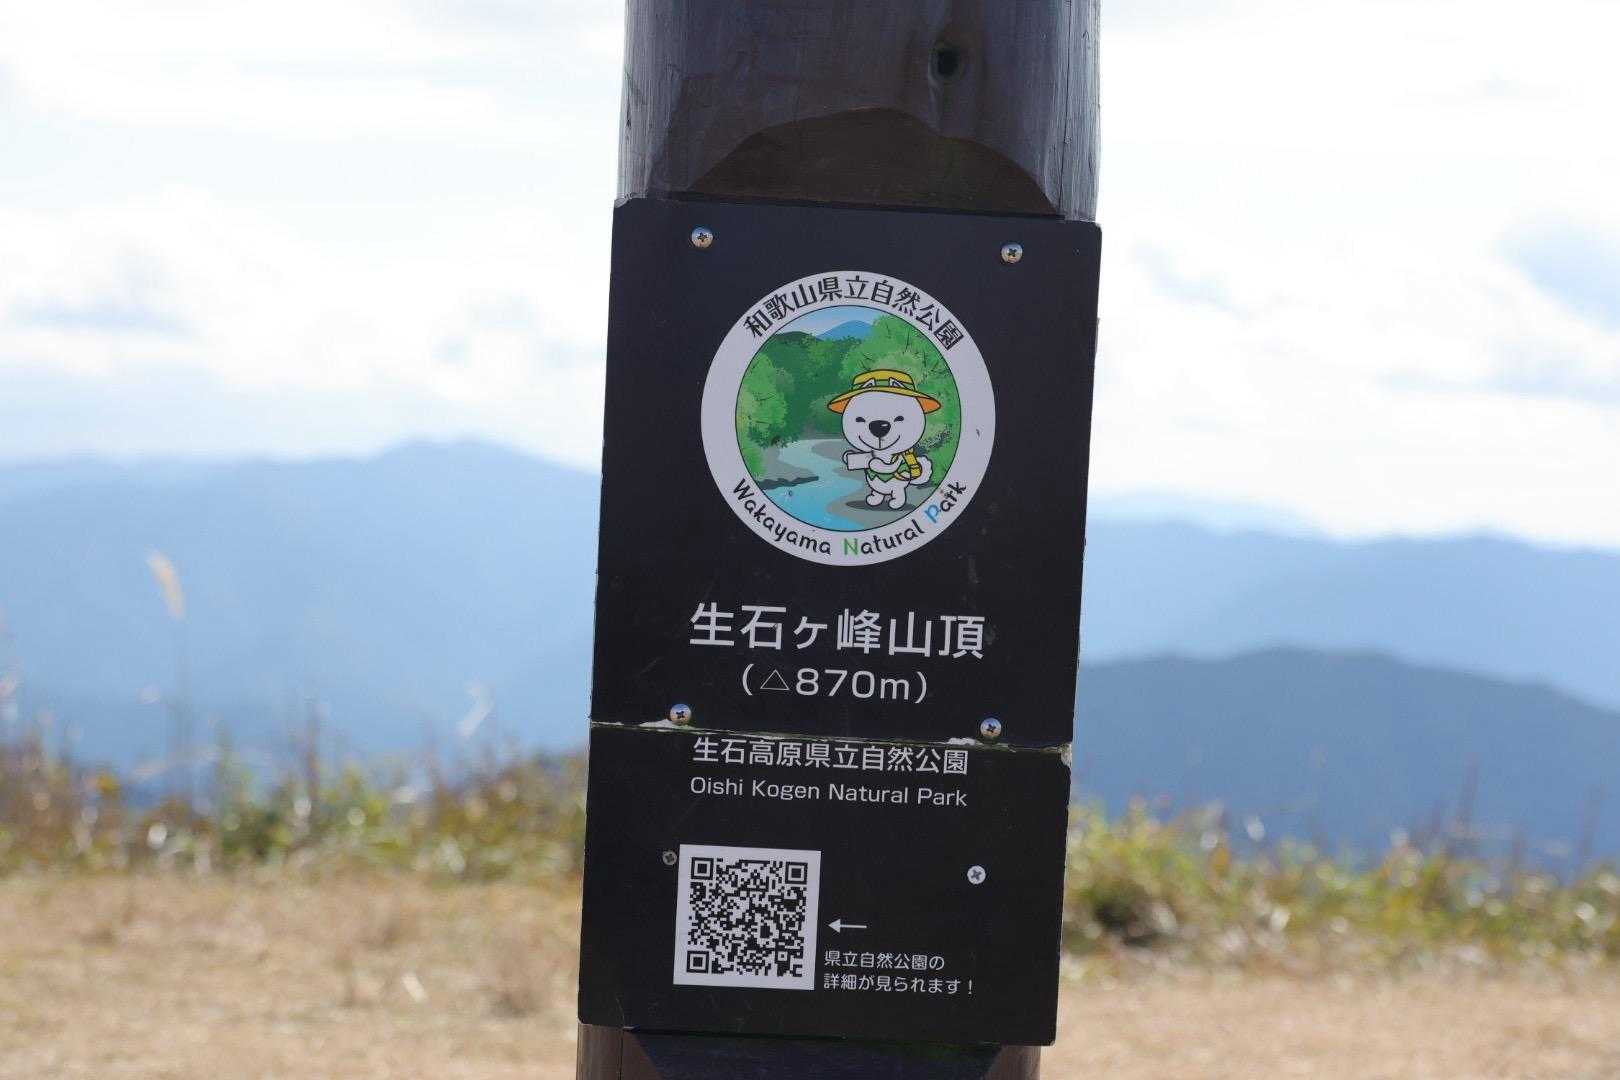 和歌山県立自然公園
Wakayama Natural Park
生石ヶ峰山頂
(△870m)
生石高原県立自然公園
Oishi Kogen Natural Park
←
県立自然公園の
詳細が見られます!